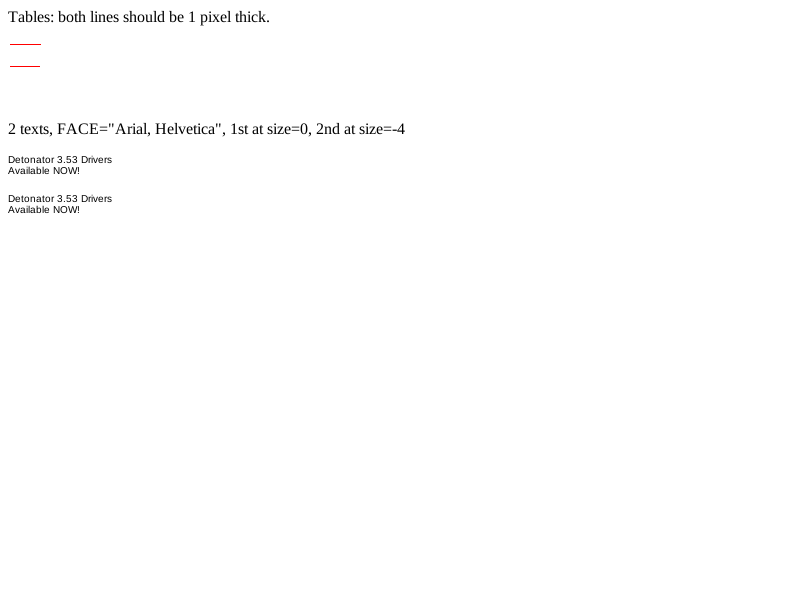 Tables: both lines should be 1 pixel thick.
2 texts, FACE="Arial, Helvetica", 1st at size=0, 2nd at size=-4
Detonator 3.53 Drivers
Available NOW!
Detonator 3.53 Drivers
Available NOW!